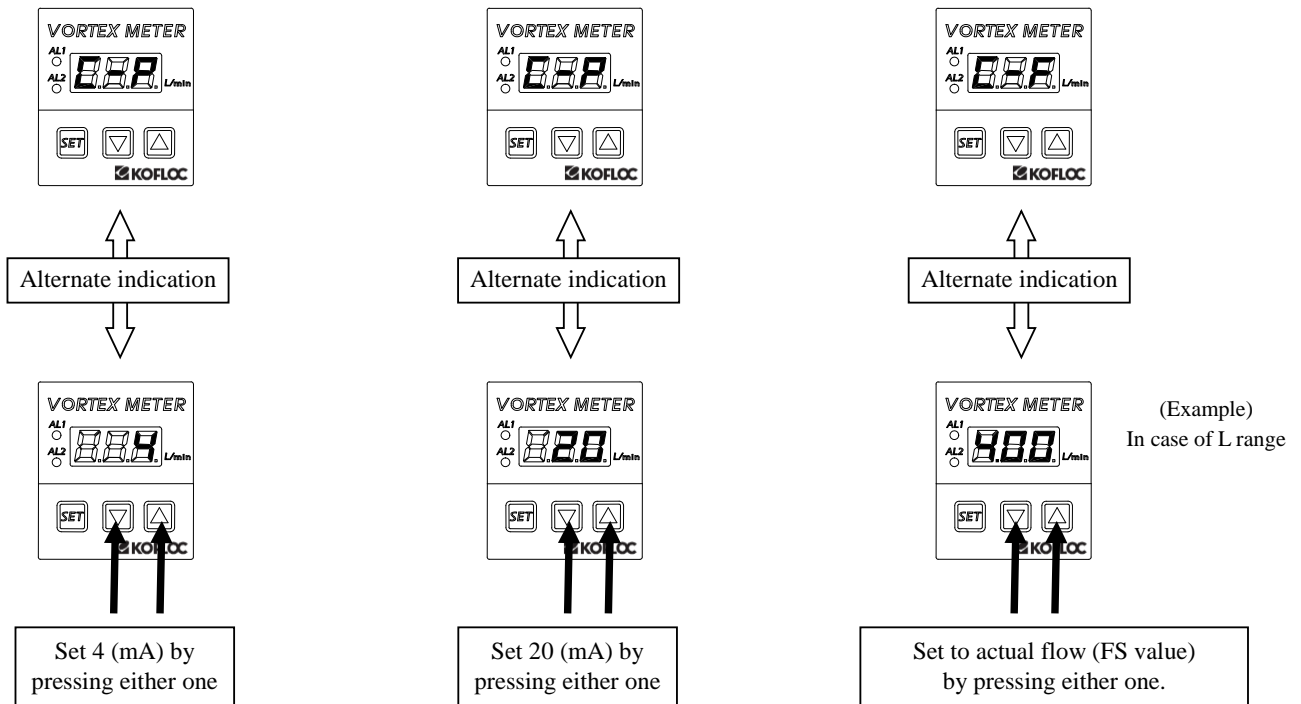 VORTEX METER
AL1
AL2
C-P
L/min
SET
KOFLOC
VORTEX METER
AL1
AL2
C-P
L/min
SET
KOFLOC
VORTEX METER
AL1
AL2
C-F
L/min
SET
KOFLOC
Alternate indication
Alternate indication
Alternate indication
VORTEX METER
AL1
AL2
4
L/min
SET
KOFLOC
VORTEX METER
AL1
AL2
20
L/min
SET
KOFLOC
VORTEX METER
AL1
AL2
4.00
L/min
SET
KOFLOC
(Example)
In case of L range
Set 4 (mA) by
pressing either one
Set 20 (mA) by
pressing either one
Set to actual flow (FS value)
by pressing either one.